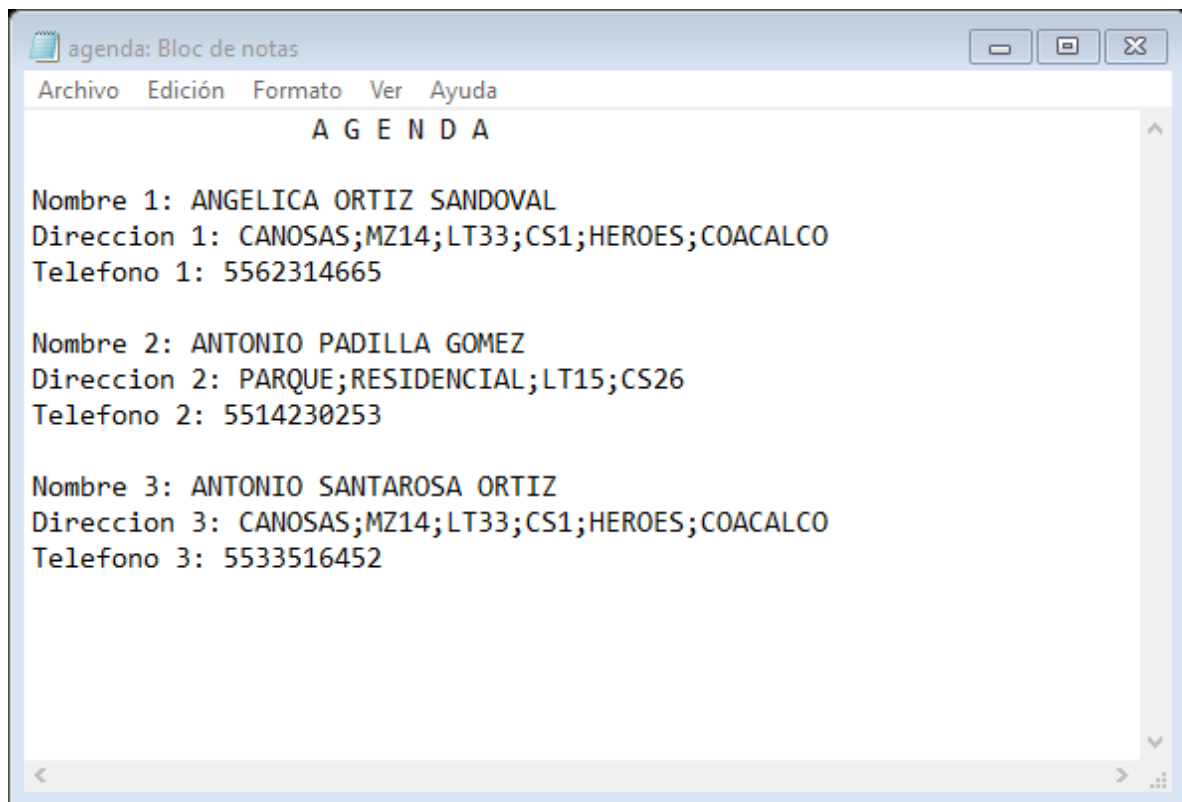 agenda: Bloc de notas
Archivo Edición Formato Ver Ayuda
A G E N D A
Nombre 1: ANGELICA ORTIZ SANDOVAL
Direccion 1: CANOSAS;MZ14;LT33;CS1;HEROES;COACALCO
Telefono 1: 5562314665
Nombre 2: ANTONIO PADILLA GOMEZ
Direccion 2: PARQUE;RESIDENCIAL;LT15;CS26
Telefono 2: 5514230253
Nombre 3: ANTONIO SANTAROSA ORTIZ
Direccion 3: CANOSAS;MZ14;LT33;CS1;HEROES;COACALCO
Telefono 3: 5533516452